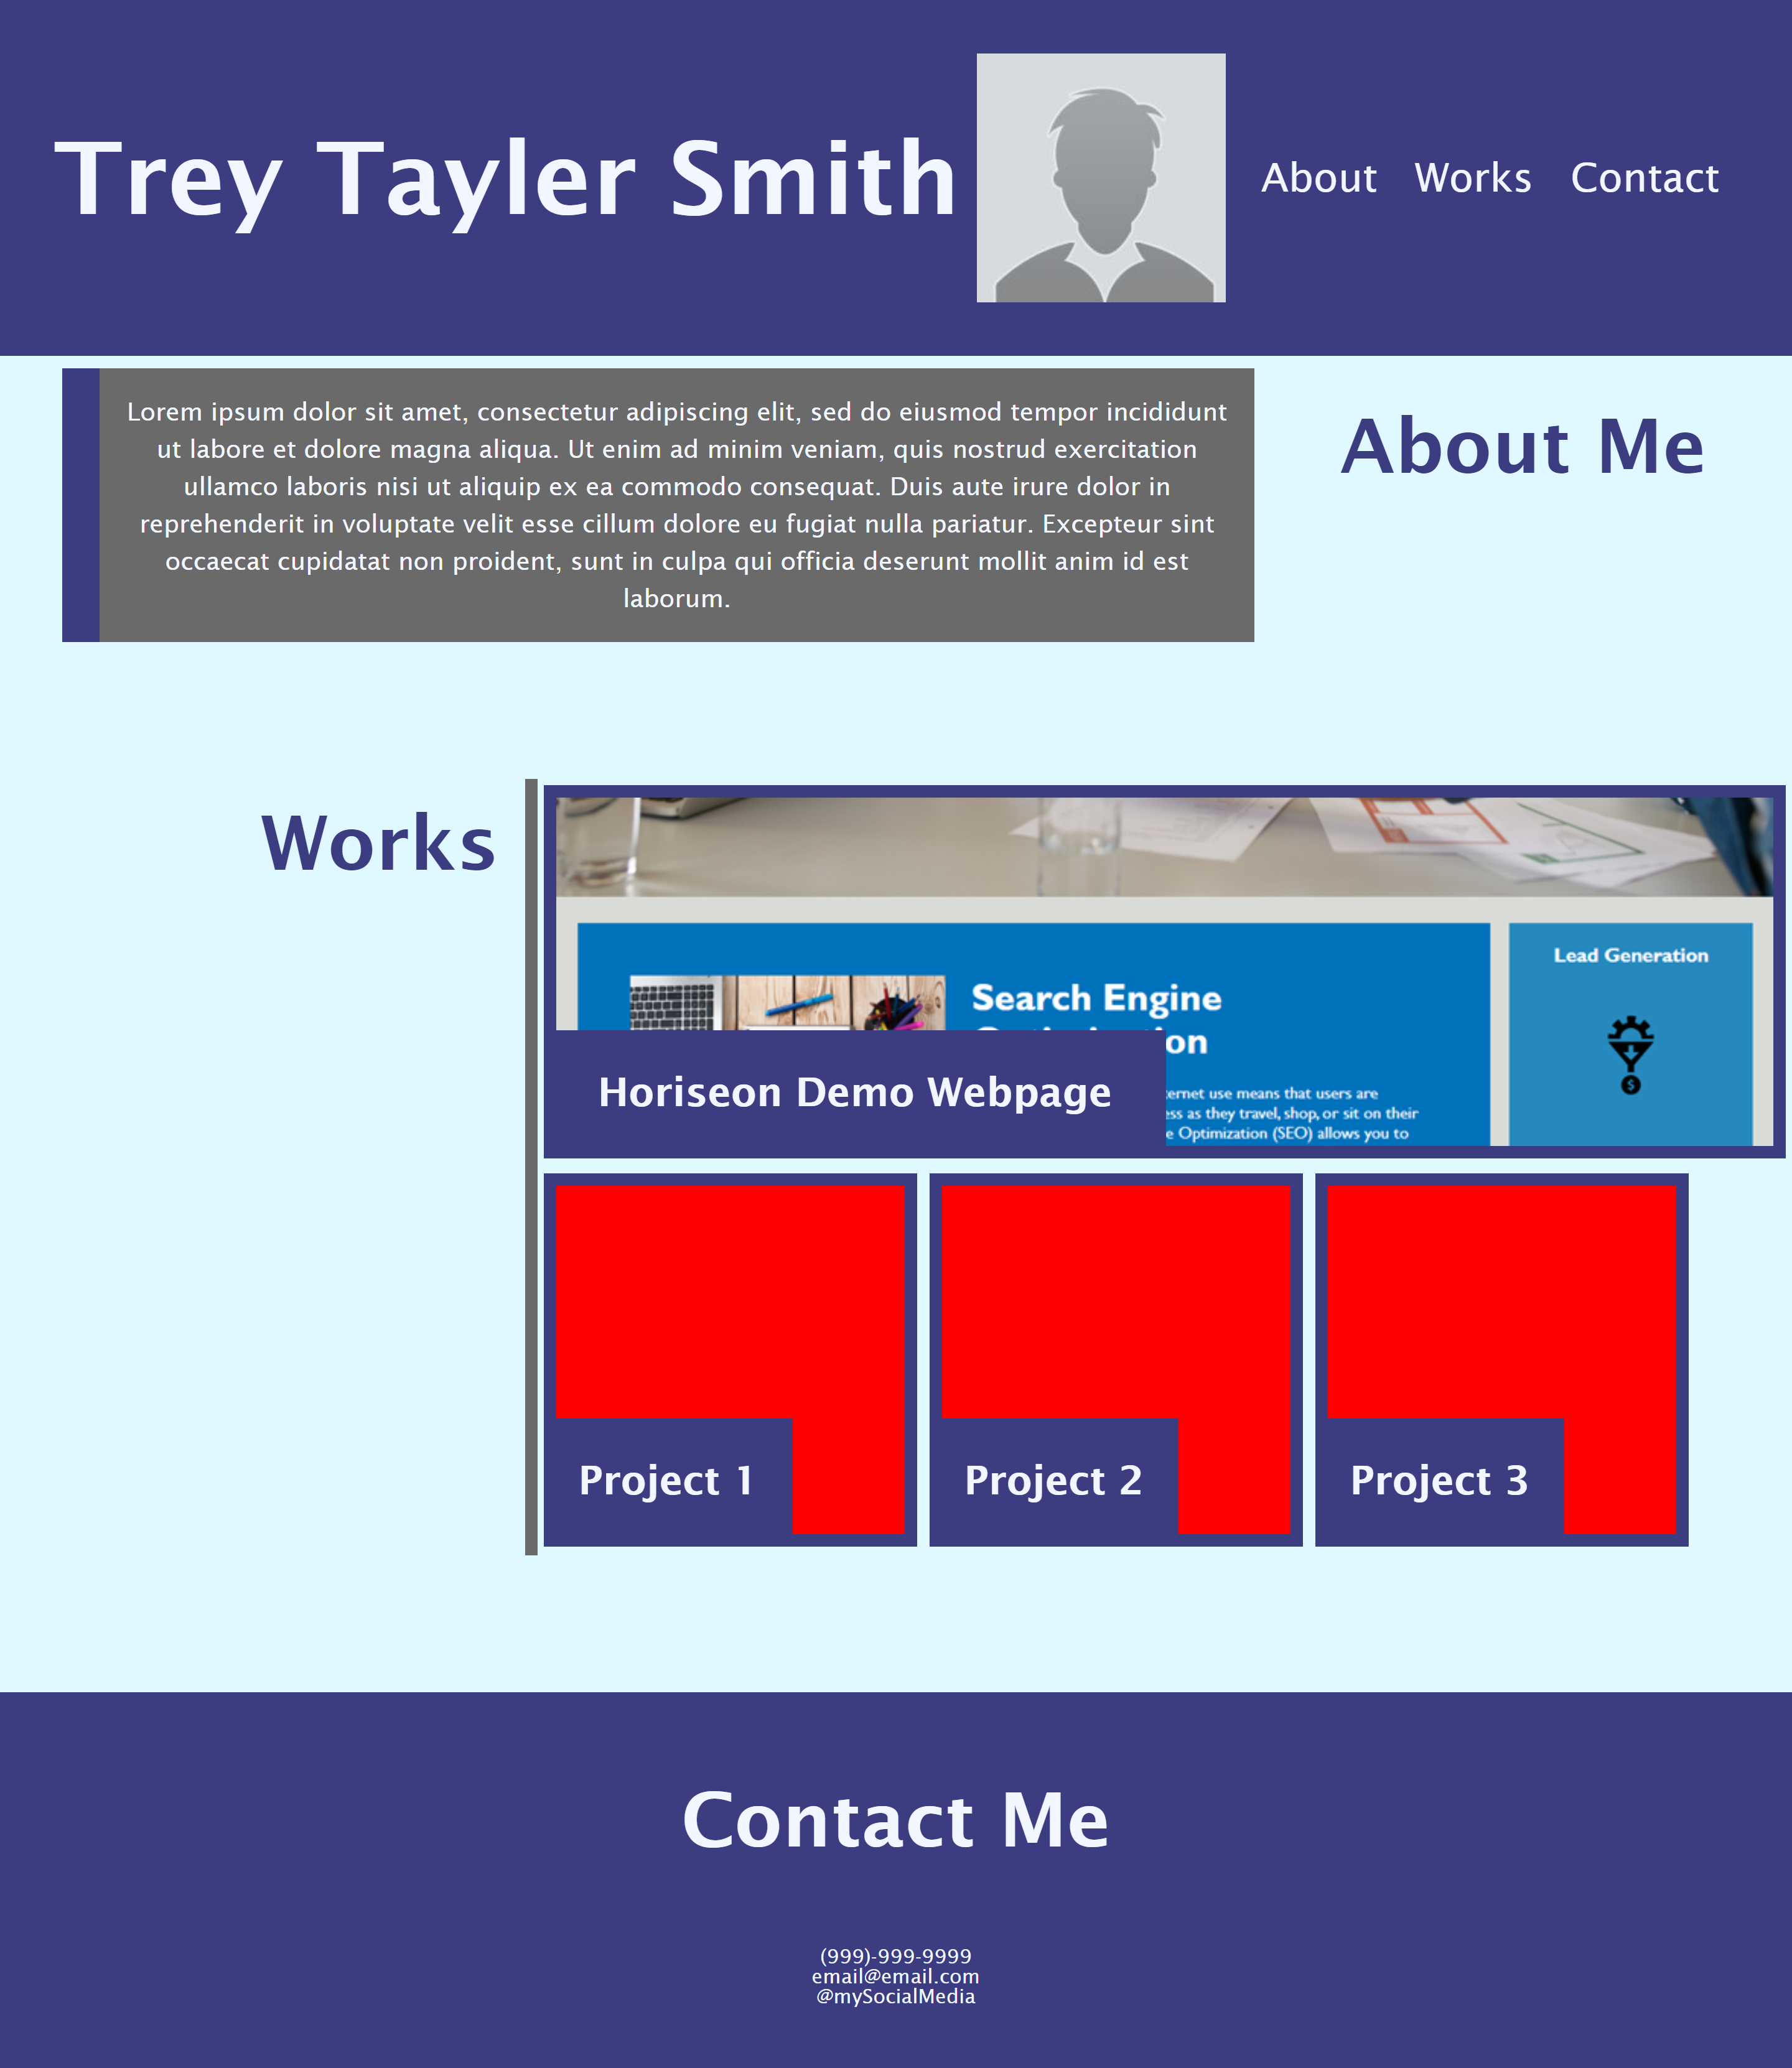 Trey Tayler Smith
About Works Contact
Lorem ipsum dolor sit amet, consectetur adipiscing elit, sed do eiusmod tempor incididunt
ut labore et dolore magna aliqua. Ut enim ad minim veniam, quis nostrud exercitation
ullamco laboris nisi ut aliquip ex ea commodo consequat. Duis aute irure dolor in
reprehenderit in voluptate velit esse cillum dolore eu fugiat nulla pariatur. Excepteur sint
occaecat cupidatat non proident, sunt in culpa qui officia deserunt mollit anim id est
laborum.
About Me
Works
Lead Generation
Search Engine
on
$
Horiseon Demo Webpage
ternet use means that users are
ess as they travel, shop, or sit on their
e Optimization (SEO) allows you to
Project 1
Project 2
Project 3
Contact Me
(999)-999-9999
email@email.com
@mySocialMedia